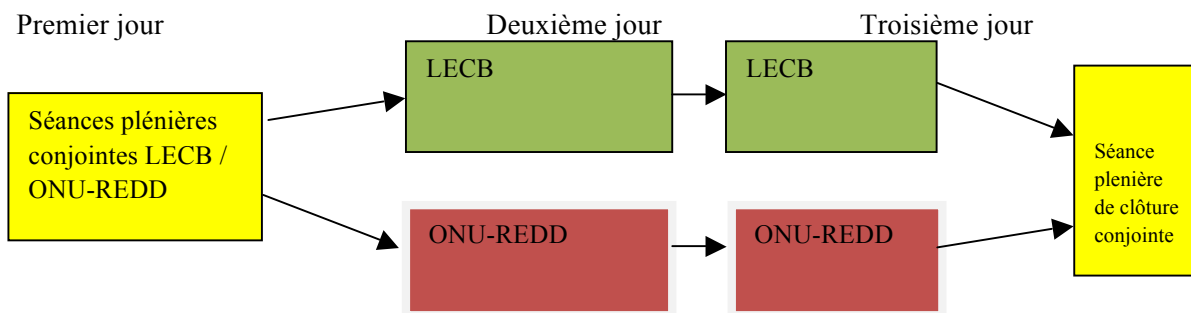 Premier jour
Deuxième jour
Troisième jour
Séances plénières
conjointes LECB /
ONU-REDD
LECB
LECB
ONU-REDD
ONU-REDD
Séance
plenière
de clôture
conjointe